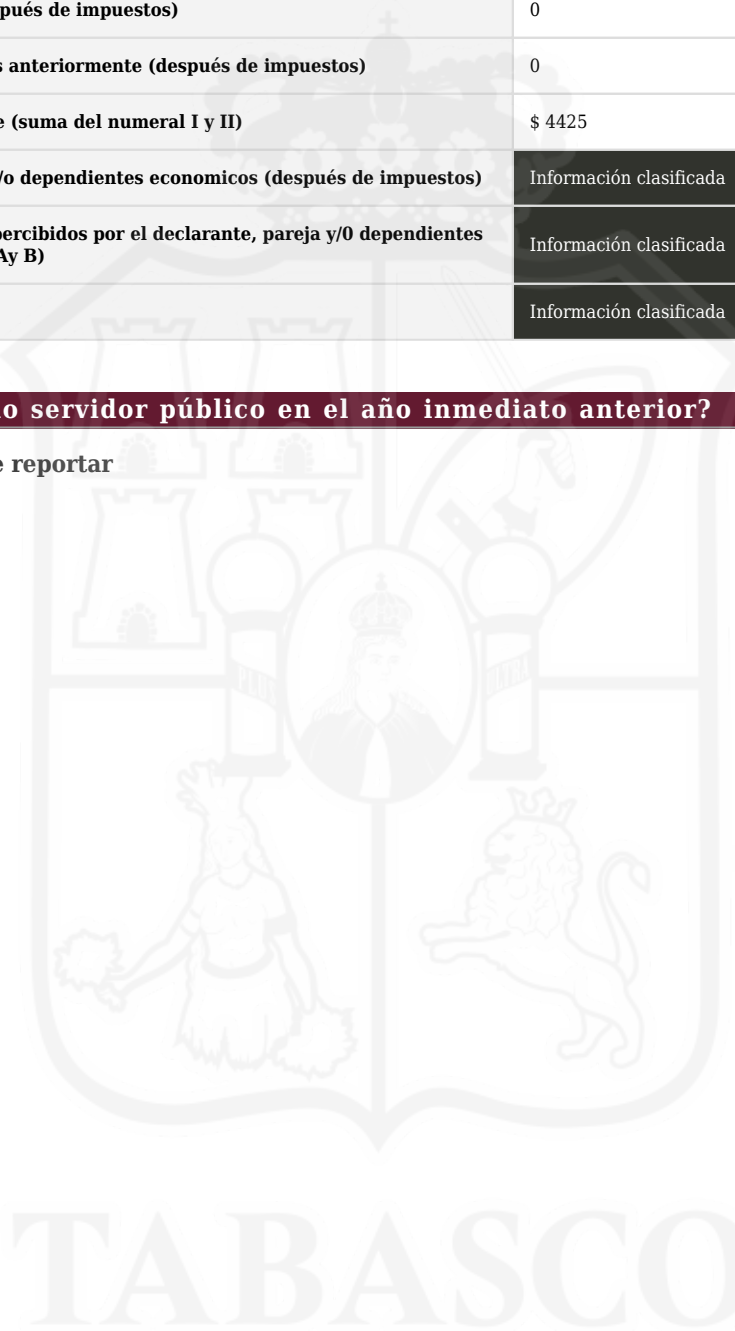 pués de impuestos) 0
s anteriormente (después de impuestos) 0
e (suma del numeral I y II) $ 4425
/o dependientes economicos (después de impuestos) Información clasificada
percibidos por el declarante, pareja y/0 dependientes
Ay B) Información clasificada
Información clasificada
o servidor público en el año inmediato anterior?
e reportar
PLUS ULTRA
TABASCO